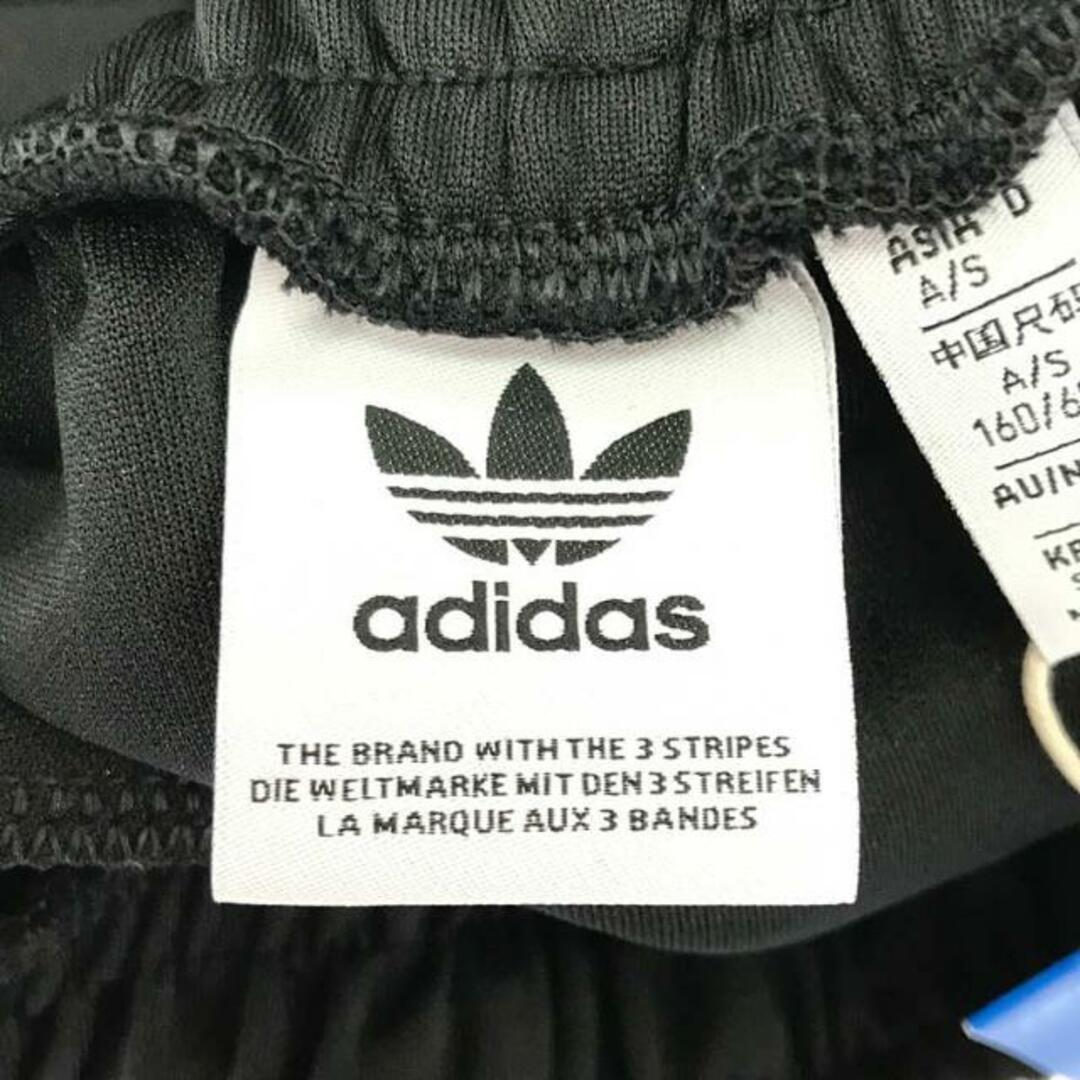 adidas
THE BRAND WITH THE 3 STRIPES
DIE WELTMARKE MIT DEN 3 STREIFEN
LA MARQUE AUX 3 BANDES
ASIA D
A/S
中国尺码
A/S
160/6
AU/N